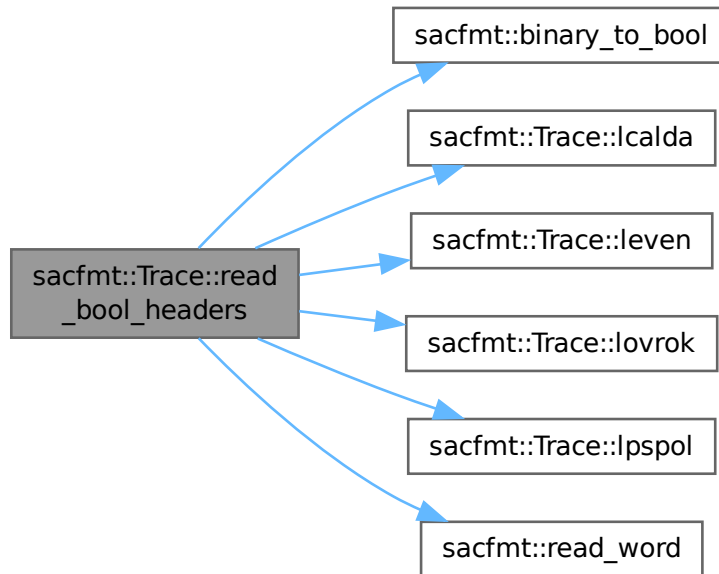 sacfmt::binary_to_bool
sacfmt::Trace::lcalda
sacfmt::Trace::leven
sacfmt::Trace::read
_bool_headers
sacfmt::Trace::lovrok
sacfmt::Trace::lpspol
sacfmt::read_word